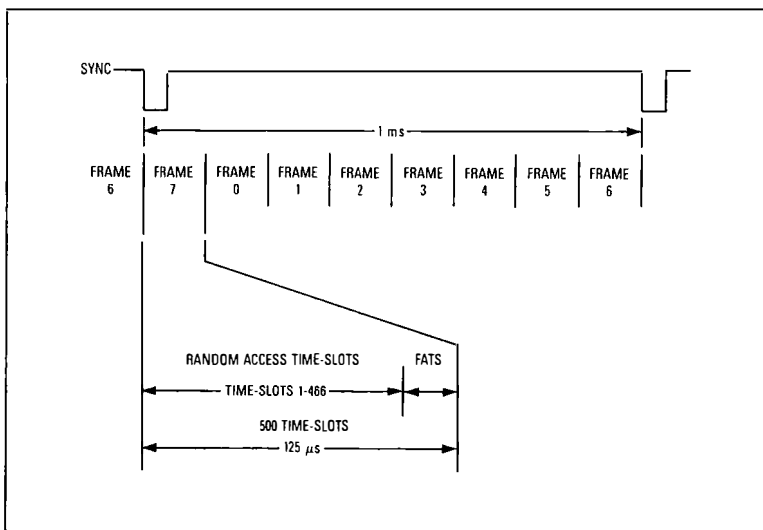 SYNC
1 ms
FRAME 6
FRAME 7
FRAME 0
FRAME 1
FRAME 2
FRAME 3
FRAME 4
FRAME 5
FRAME 6
RANDOM ACCESS TIME-SLOTS
FATS
TIME-SLOTS 1-466
500 TIME-SLOTS
125 μs